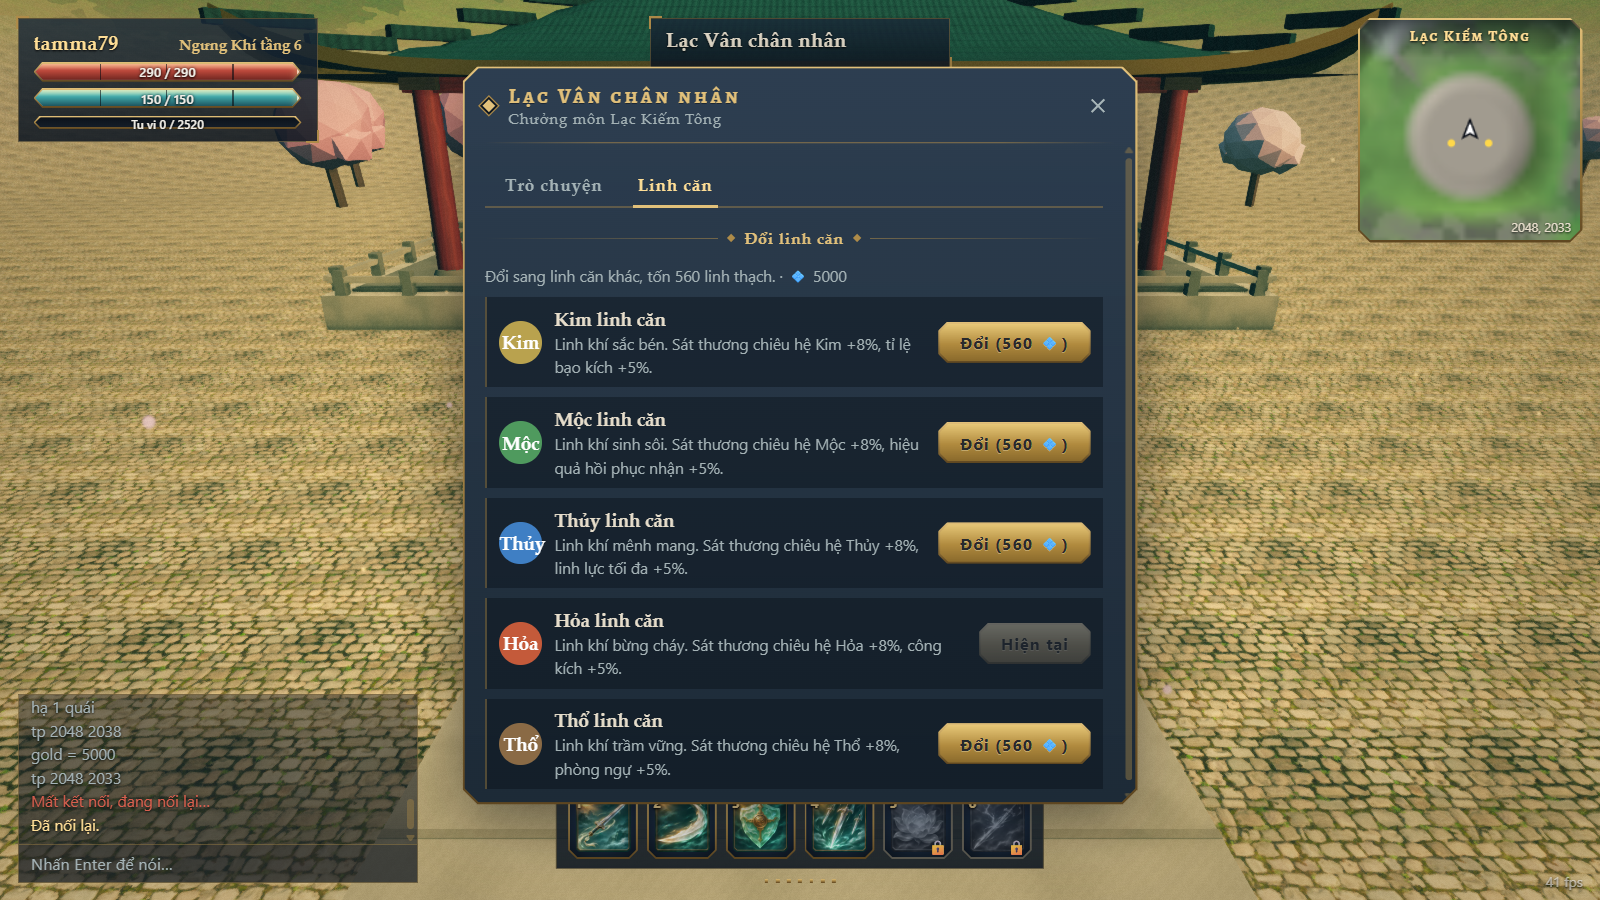 tamma79
Ngưng Khí tầng 6
290 / 290
150 / 150
Tu vi 0 / 2520
Lạc Vân chân nhân
LẠC KIẾM TÔNG
2048, 2033
LẠC VÂN CHÂN NHÂN
Chưởng môn Lạc Kiếm Tông
Trò chuyện
Linh căn
Đổi linh căn
Đổi sang linh căn khác, tốn 560 linh thạch. · 5000
Kim
Kim linh căn
Linh khí sắc bén. Sát thương chiêu hệ Kim +8%, tỉ lệ
bạo kích +5%.
Đổi (560 )
Mộc
Mộc linh căn
Linh khí sinh sôi. Sát thương chiêu hệ Mộc +8%, hiệu
quả hồi phục nhận +5%.
Đổi (560 )
Thủy
Thủy linh căn
Linh khí mênh mang. Sát thương chiêu hệ Thủy +8%,
linh lực tối đa +5%.
Đổi (560 )
Hỏa
Hỏa linh căn
Linh khí bừng cháy. Sát thương chiêu hệ Hỏa +8%, công
kích +5%.
Hiện tại
Thổ
Thổ linh căn
Linh khí trầm vững. Sát thương chiêu hệ Thổ +8%,
phòng ngự +5%.
Đổi (560 )
hạ 1 quái
tp 2048 2038
gold = 5000
tp 2048 2033
Mất kết nối, đang nối lại...
Đã nối lại.
Nhấn Enter để nói...
41 fps